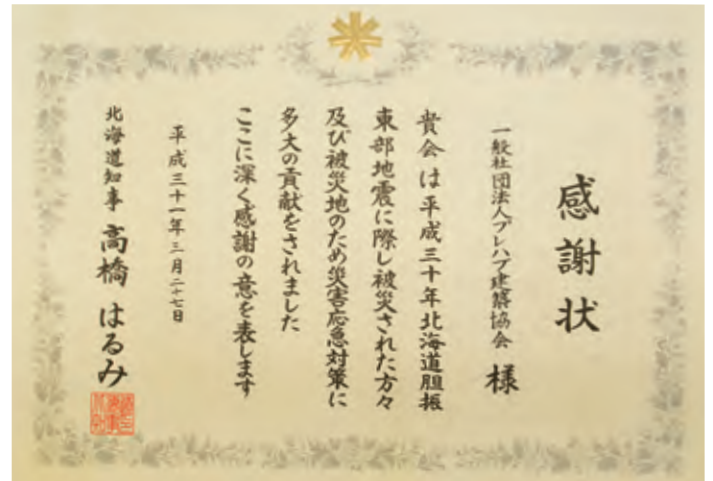 感謝状
一般社団法人プレハブ建築協会 様
貴会は平成三十年北海道胆振
東部地震に際し被災された方々
及び被災地のため災害応急対策に
多大の貢献をされました
ここに深く感謝の意を表します
平成三十一年三月二十七日
北海道知事 高橋はるみ